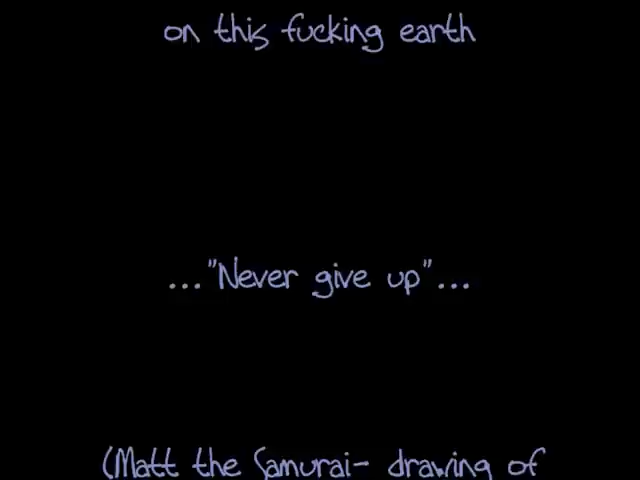 on this fucking earth
..."Never give up"...
(Matt the Samurai- drawing of